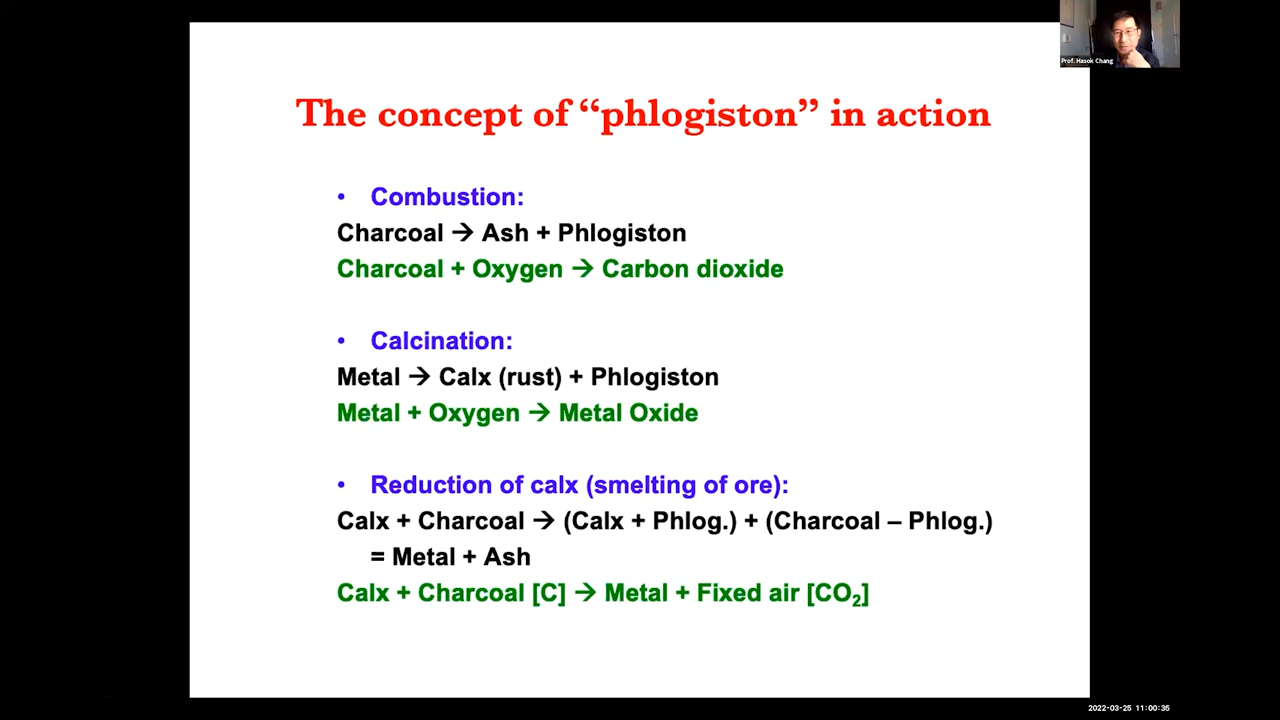 Prof. Hasok Chang
The concept of “phlogiston” in action
• Combustion:
Charcoal → Ash + Phlogiston
Charcoal + Oxygen → Carbon dioxide
• Calcination:
Metal → Calx (rust) + Phlogiston
Metal + Oxygen → Metal Oxide
• Reduction of calx (smelting of ore):
Calx + Charcoal → (Calx + Phlog.) + (Charcoal – Phlog.)
= Metal + Ash
Calx + Charcoal [C] → Metal + Fixed air [CO₂]
2022-03-25 11:00:35